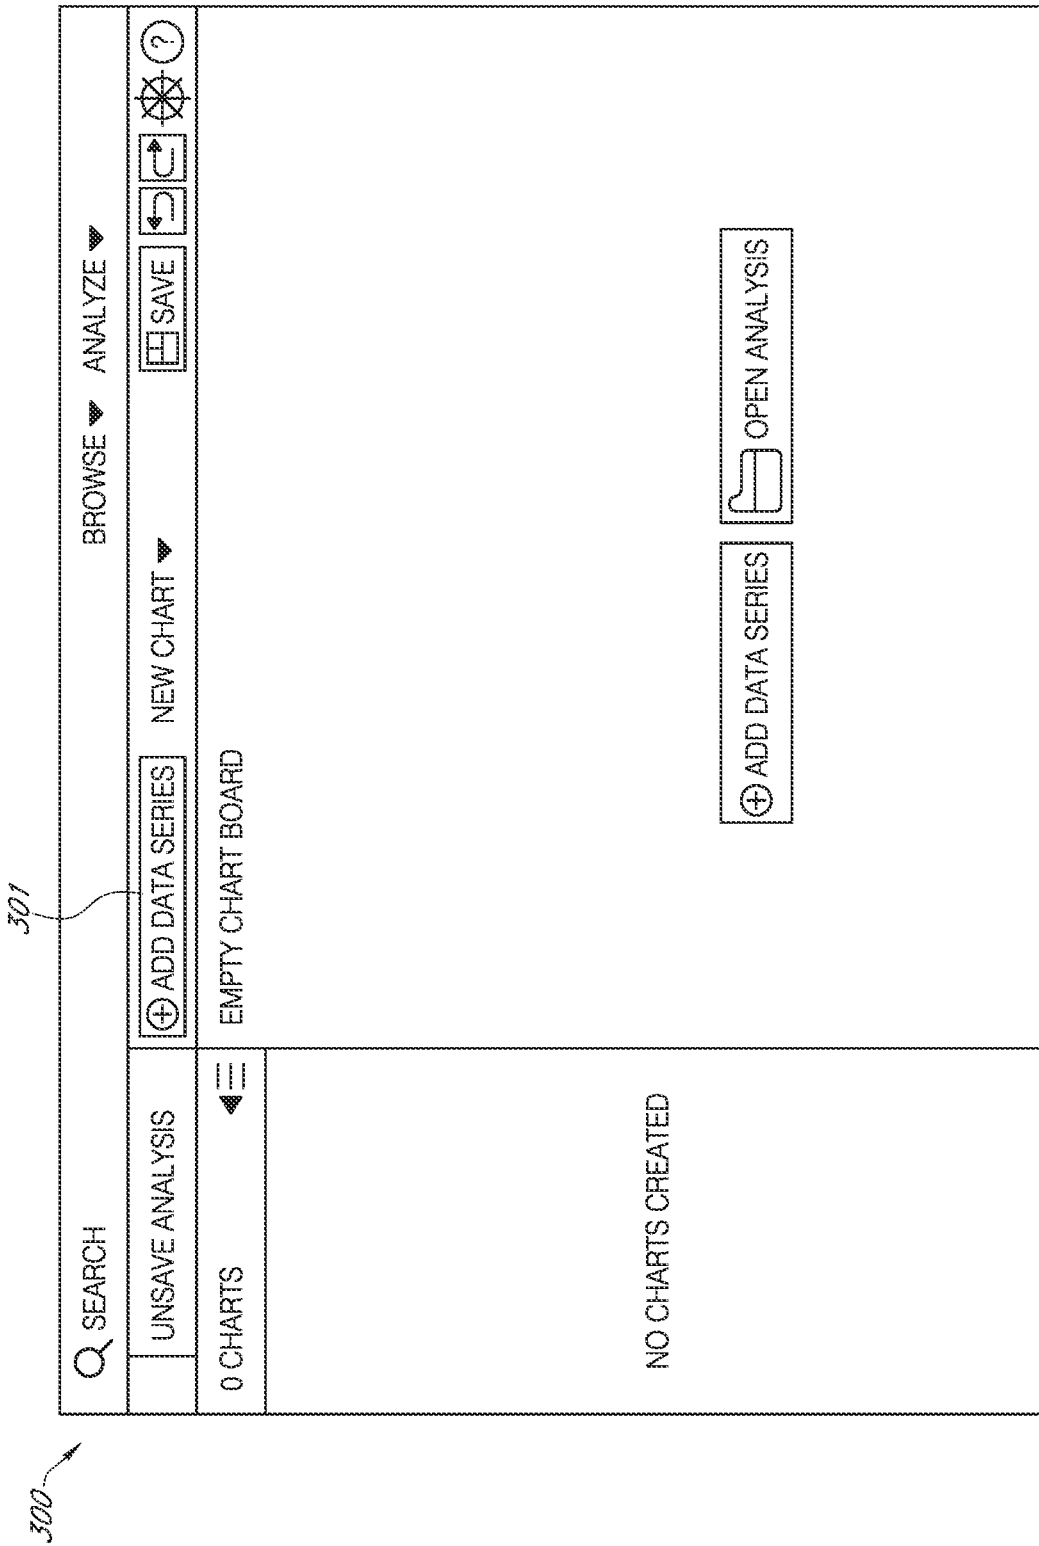 300
301
SEARCH
BROWSE
ANALYZE
UNSAVE ANALYSIS
ADD DATA SERIES
NEW CHART
SAVE
?
0 CHARTS
EMPTY CHART BOARD
NO CHARTS CREATED
ADD DATA SERIES
OPEN ANALYSIS